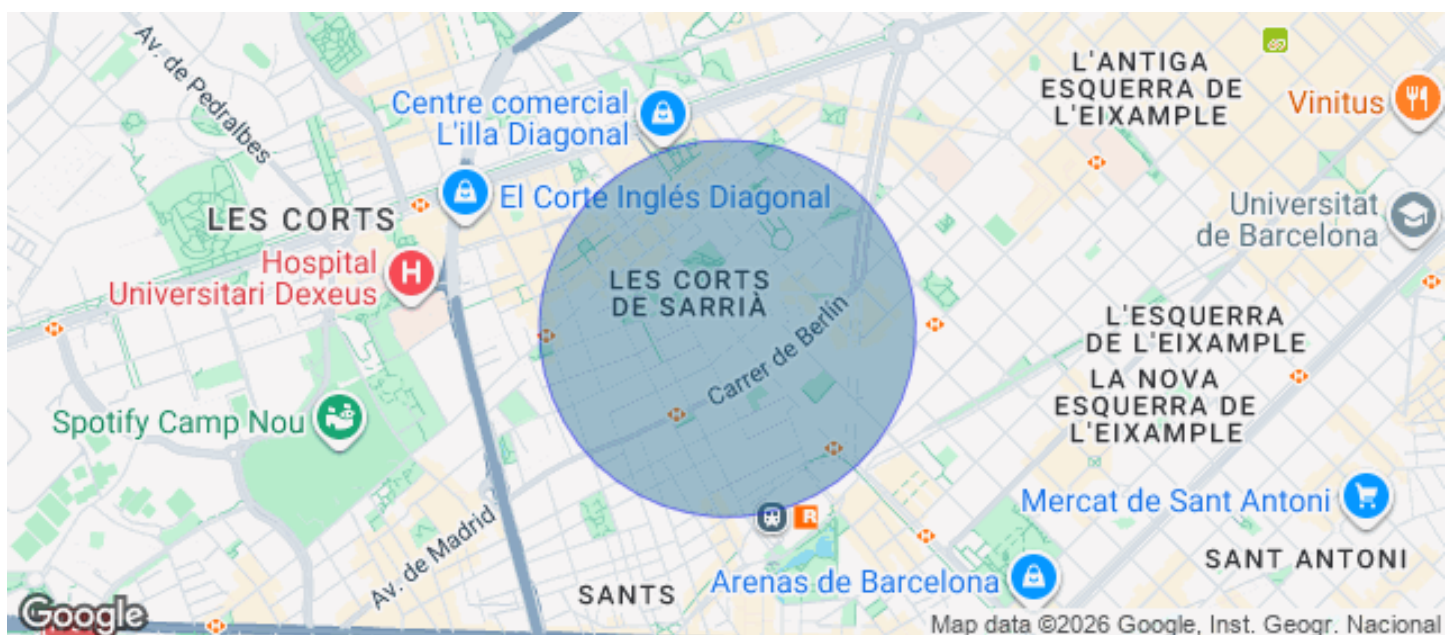 Av. de Pedralbes
Centre comercial
L'illa Diagonal
L'ANTIGA
ESQUERRA DE
L'EIXAMPLE
Vinitus
El Corte Inglés Diagonal
LES CORTS
Universitat
de Barcelona
Hospital
Universitari Dexeus
H
LES CORTS
DE SARRIÀ
L'ESQUERRA
DE L'EIXAMPLE
Carrer de Berlín
LA NOVA
ESQUERRA DE
L'EIXAMPLE
Spotify Camp Nou
Mercat de Sant Antoni
R
Av. de Madrid
SANT ANTONI
Arenas de Barcelona
SANTS
Google
Map data ©2026 Google, Inst. Geogr. Nacional